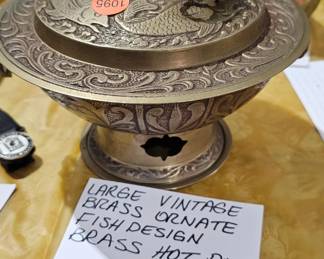 1095
LARGE VINTAGE
BRASS ORNATE
FISH DESIGN
BRASS HOT